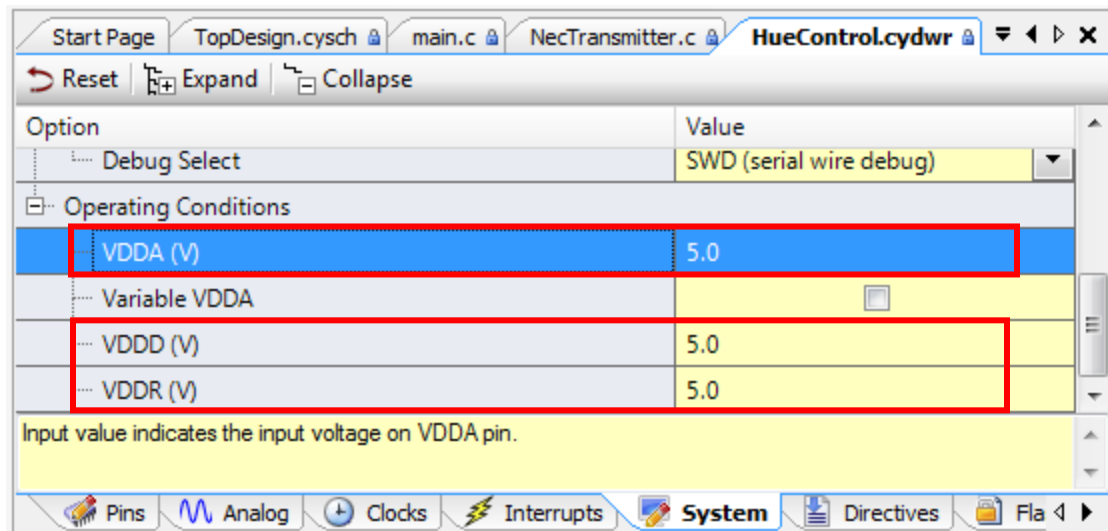 Start Page TopDesign.cysch main.c NecTransmitter.c HueControl.cydwr
Reset Expand Collapse
Option Value
Debug Select SWD (serial wire debug)
Operating Conditions
VDDA (V) 5.0
Variable VDDA
VDDD (V) 5.0
VDDR (V) 5.0
Input value indicates the input voltage on VDDA pin.
Pins Analog Clocks Interrupts System Directives Fla